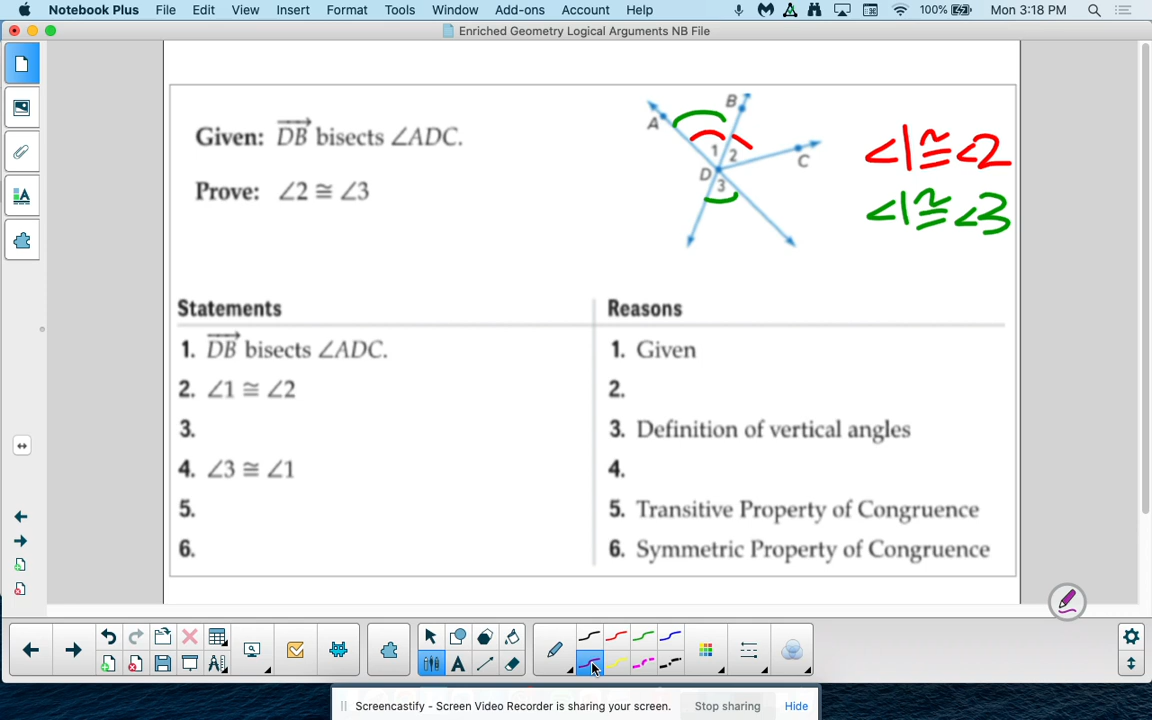 Notebook Plus File Edit View Insert Format Tools Window Add-ons Account Help 100% Mon 3:18 PM
Enriched Geometry Logical Arguments NB File
Given: DB bisects ∠ADC.
Prove: ∠2 ≅ ∠3
A
B
C
D
1
2
3
∠1≅∠2
∠1≅∠3
Statements Reasons
1. DB bisects ∠ADC. 1. Given
2. ∠1 ≅ ∠2 2.
3. 3. Definition of vertical angles
4. ∠3 ≅ ∠1 4.
5. 5. Transitive Property of Congruence
6. 6. Symmetric Property of Congruence
A
A
Screencastify - Screen Video Recorder is sharing your screen. Stop sharing Hide